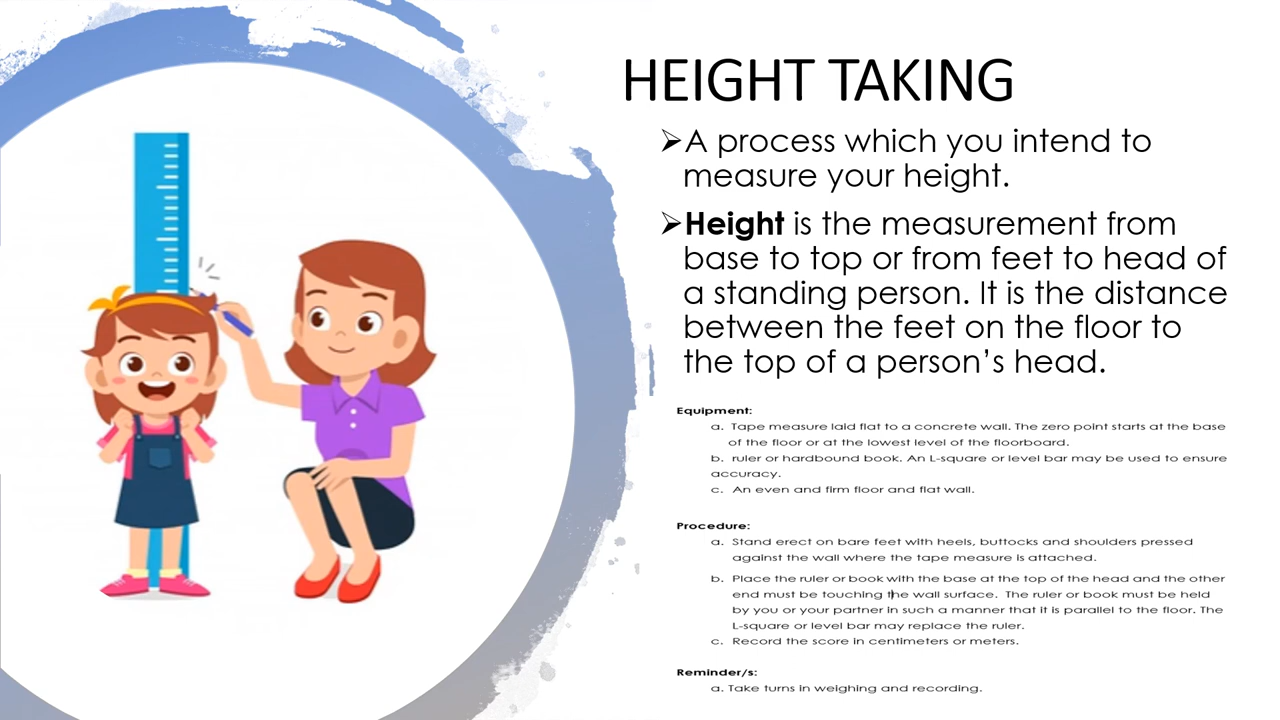 HEIGHT TAKING
➢A process which you intend to
measure your height.
➢Height is the measurement from
base to top or from feet to head of
a standing person. It is the distance
between the feet on the floor to
the top of a person’s head.
Equipment:
a. Tape measure laid flat to a concrete wall. The zero point starts at the base
of the floor or at the lowest level of the floorboard.
b. ruler or hardbound book. An L-square or level bar may be used to ensure
accuracy.
c. An even and firm floor and flat wall.
Procedure:
a. Stand erect on bare feet with heels, buttocks and shoulders pressed
against the wall where the tape measure is attached.
b. Place the ruler or book with the base at the top of the head and the other
end must be touching the wall surface. The ruler or book must be held
by you or your partner in such a manner that it is parallel to the floor. The
L-square or level bar may replace the ruler.
c. Record the score in centimeters or meters.
Reminder/s:
a. Take turns in weighing and recording.